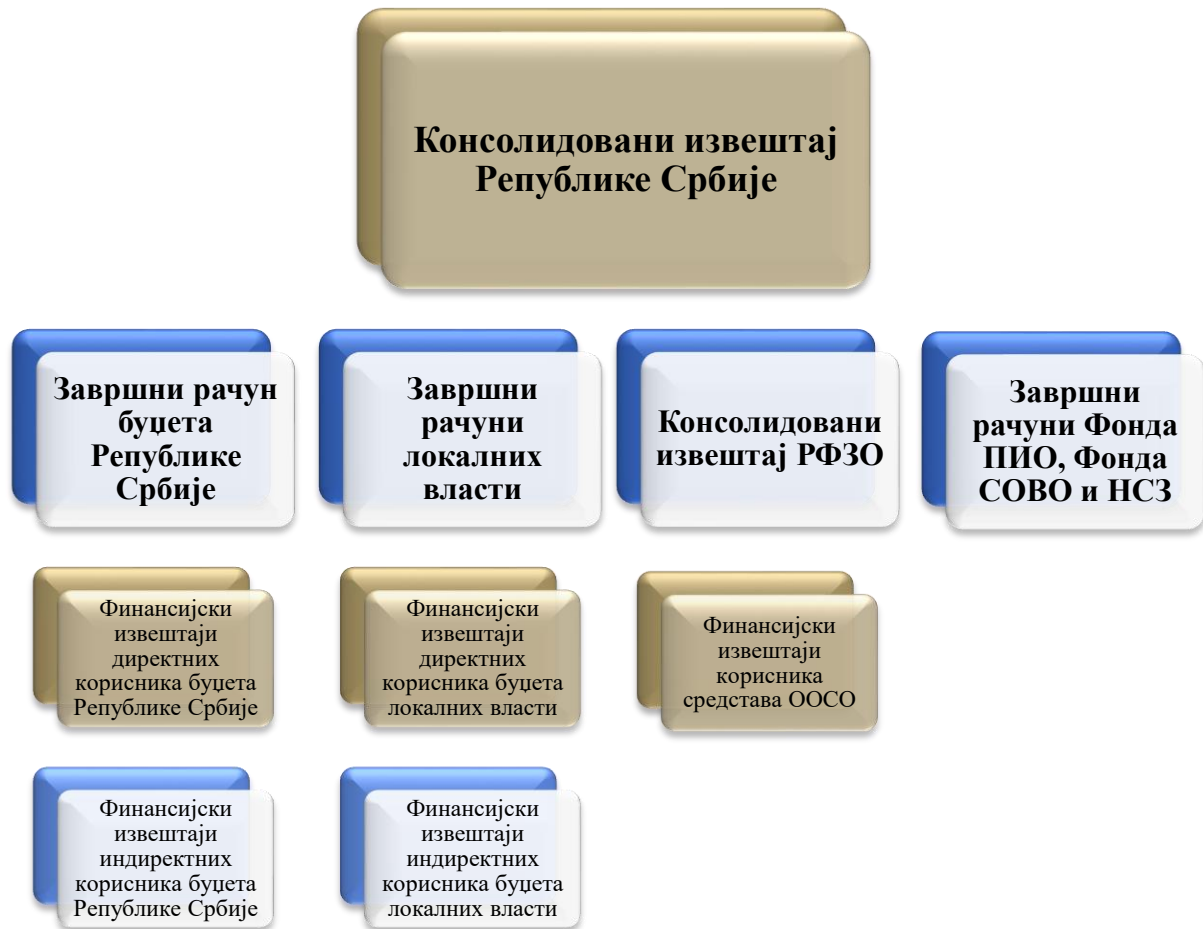 Консолидовани извештај
Републике Србије
Завршни рачун
буџета
Републике
Србије
Завршни
рачуни
локалних
власти
Консолидовани
извештај РФЗО
Завршни
рачуни Фонда
ПИО, Фонда
СОВО и НСЗ
Финансијски
извештаји
директних
корисника буџета
Републике Србије
Финансијски
извештаји
директних
корисника буџета
локалних власти
Финансијски
извештаји
корисника
средстава ООСО
Финансијски
извештаји
индиректних
корисника буџета
Републике Србије
Финансијски
извештаји
индиректних
корисника буџета
локалних власти